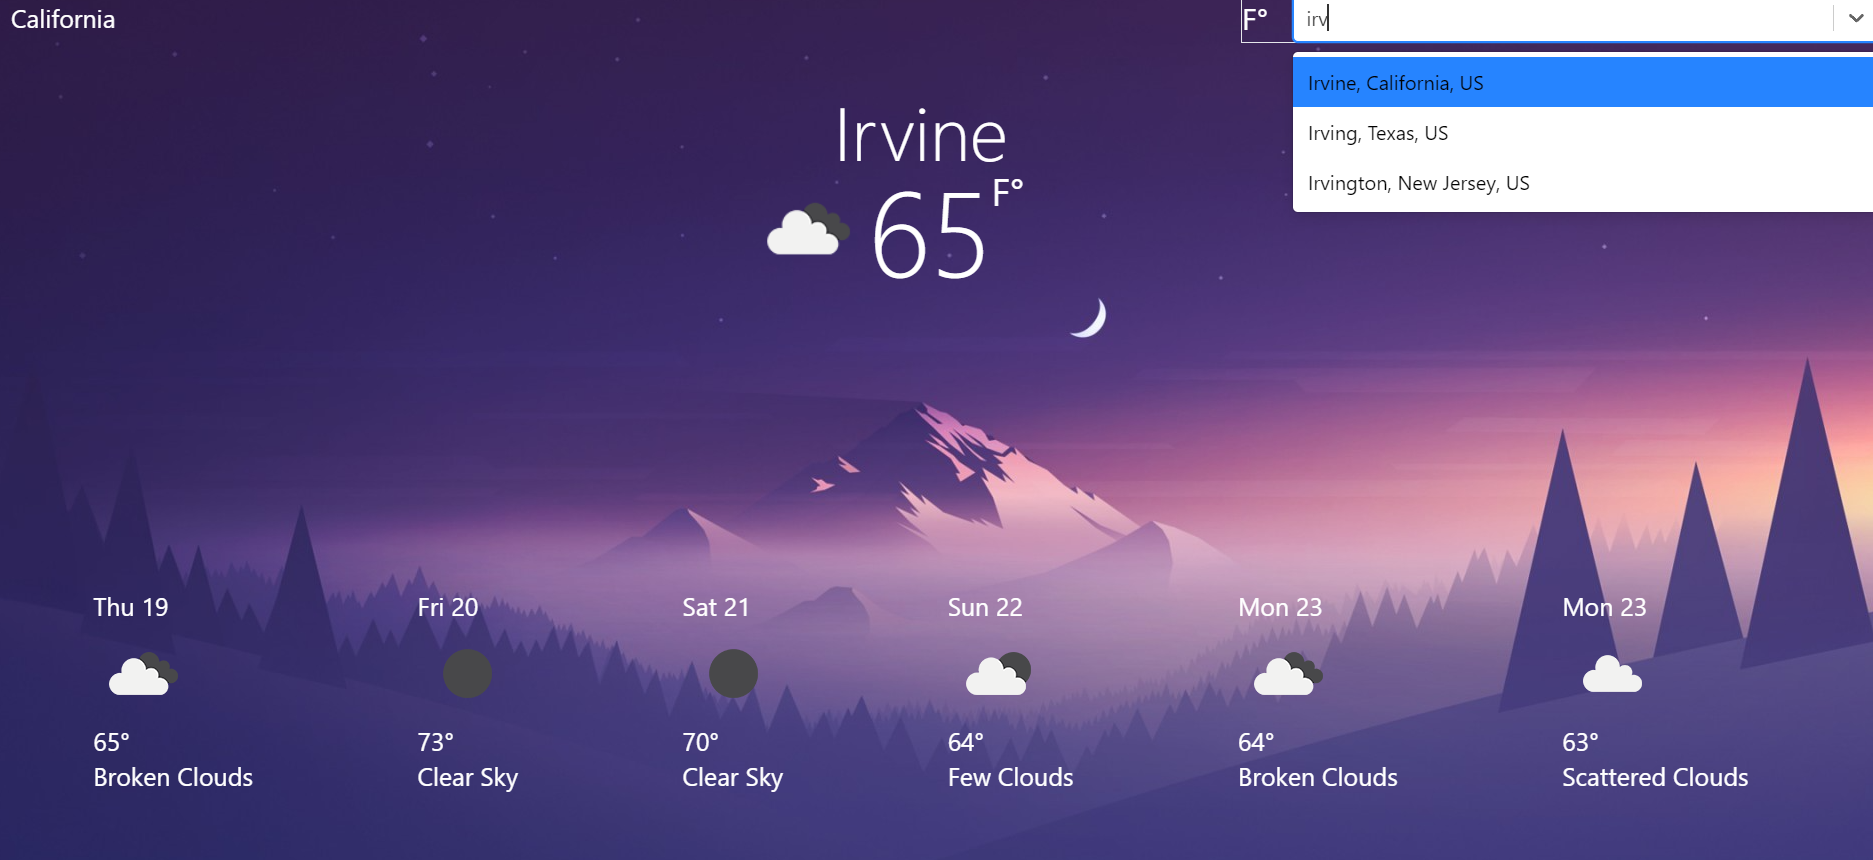 California
F°
irv
Irvine, California, US
Irving, Texas, US
Irvington, New Jersey, US
Irvine
65 F°
Thu 19
65°
Broken Clouds
Fri 20
73°
Clear Sky
Sat 21
70°
Clear Sky
Sun 22
64°
Few Clouds
Mon 23
64°
Broken Clouds
Mon 23
63°
Scattered Clouds